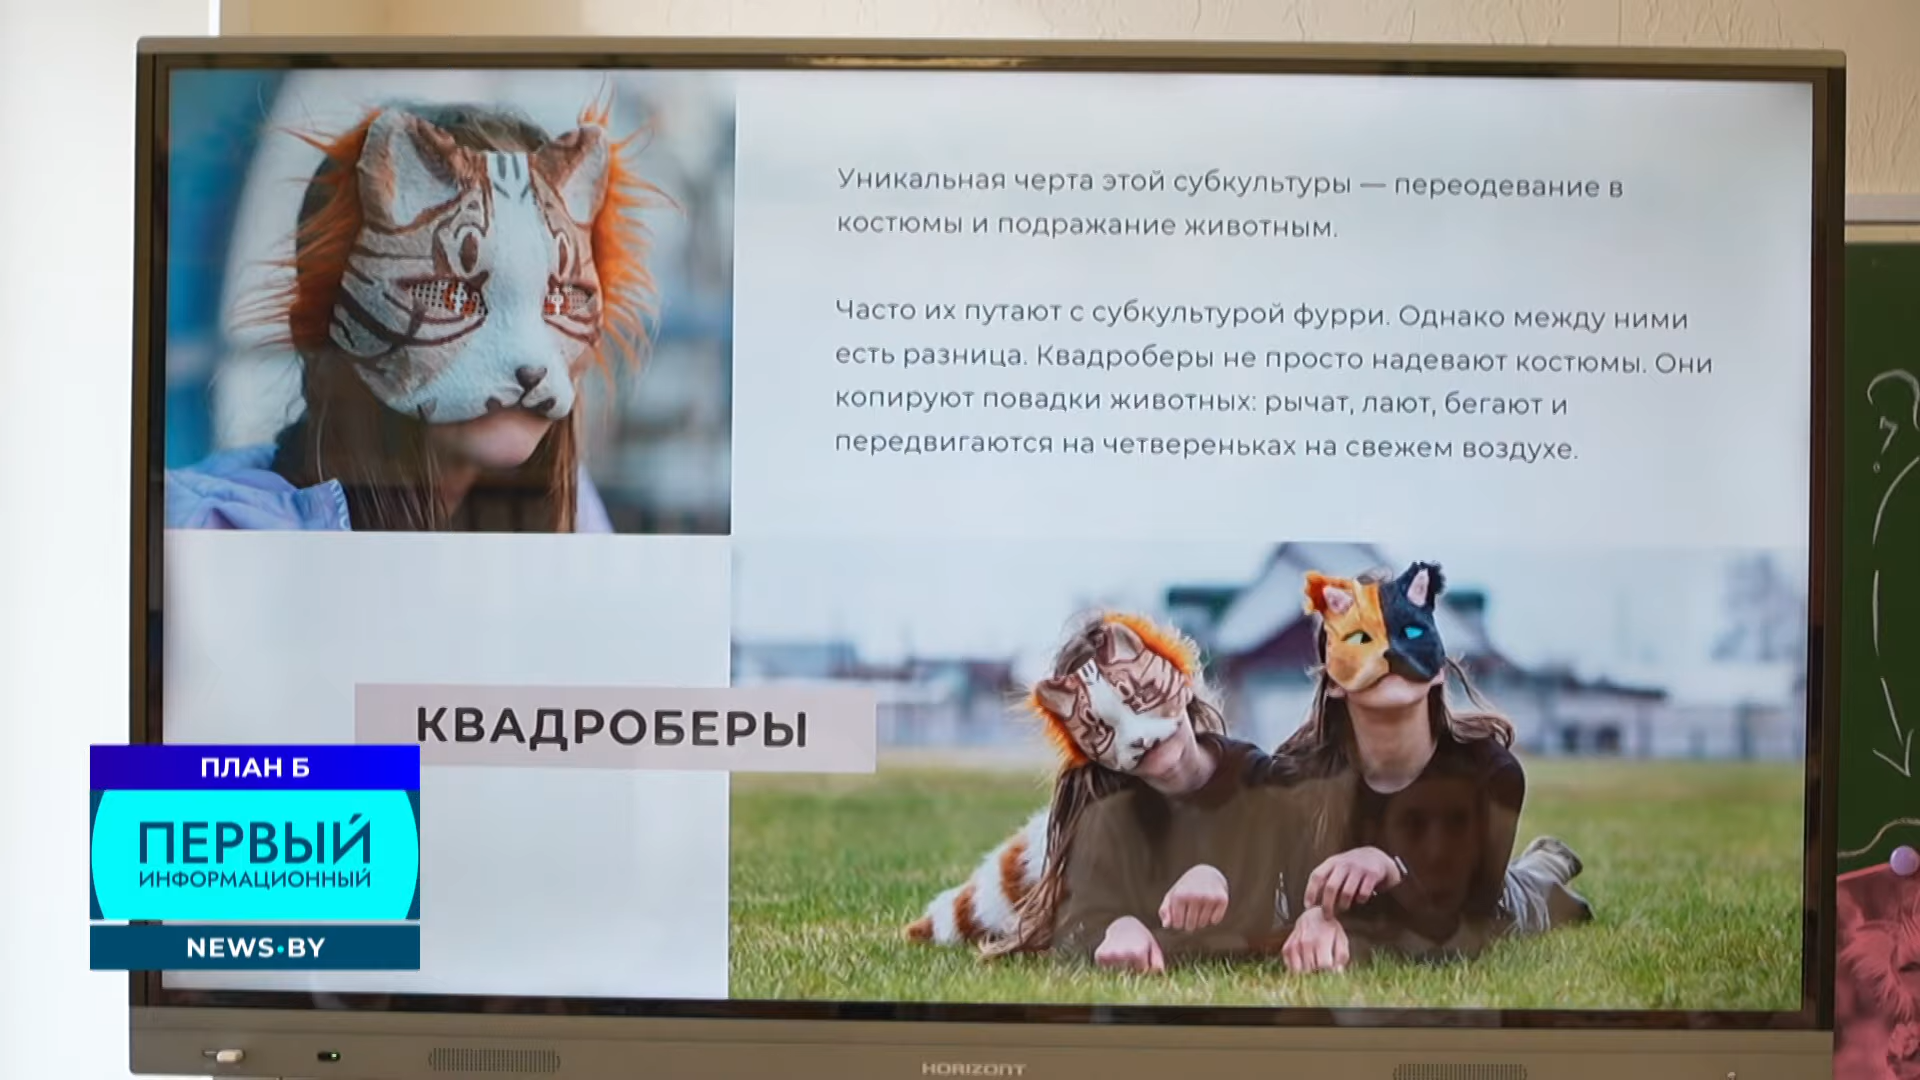 Уникальная черта этой субкультуры — переодевание в
костюмы и подражание животным.
Часто их путают с субкультурой фурри. Однако между ними
есть разница. Квадроберы не просто надевают костюмы. Они
копируют повадки животных: рычат, лают, бегают и
передвигаются на четвереньках на свежем воздухе.
КВАДРОБЕРЫ
ПЛАН Б
ПЕРВЫЙ
ИНФОРМАЦИОННЫЙ
NEWS·BY
HORIZONT